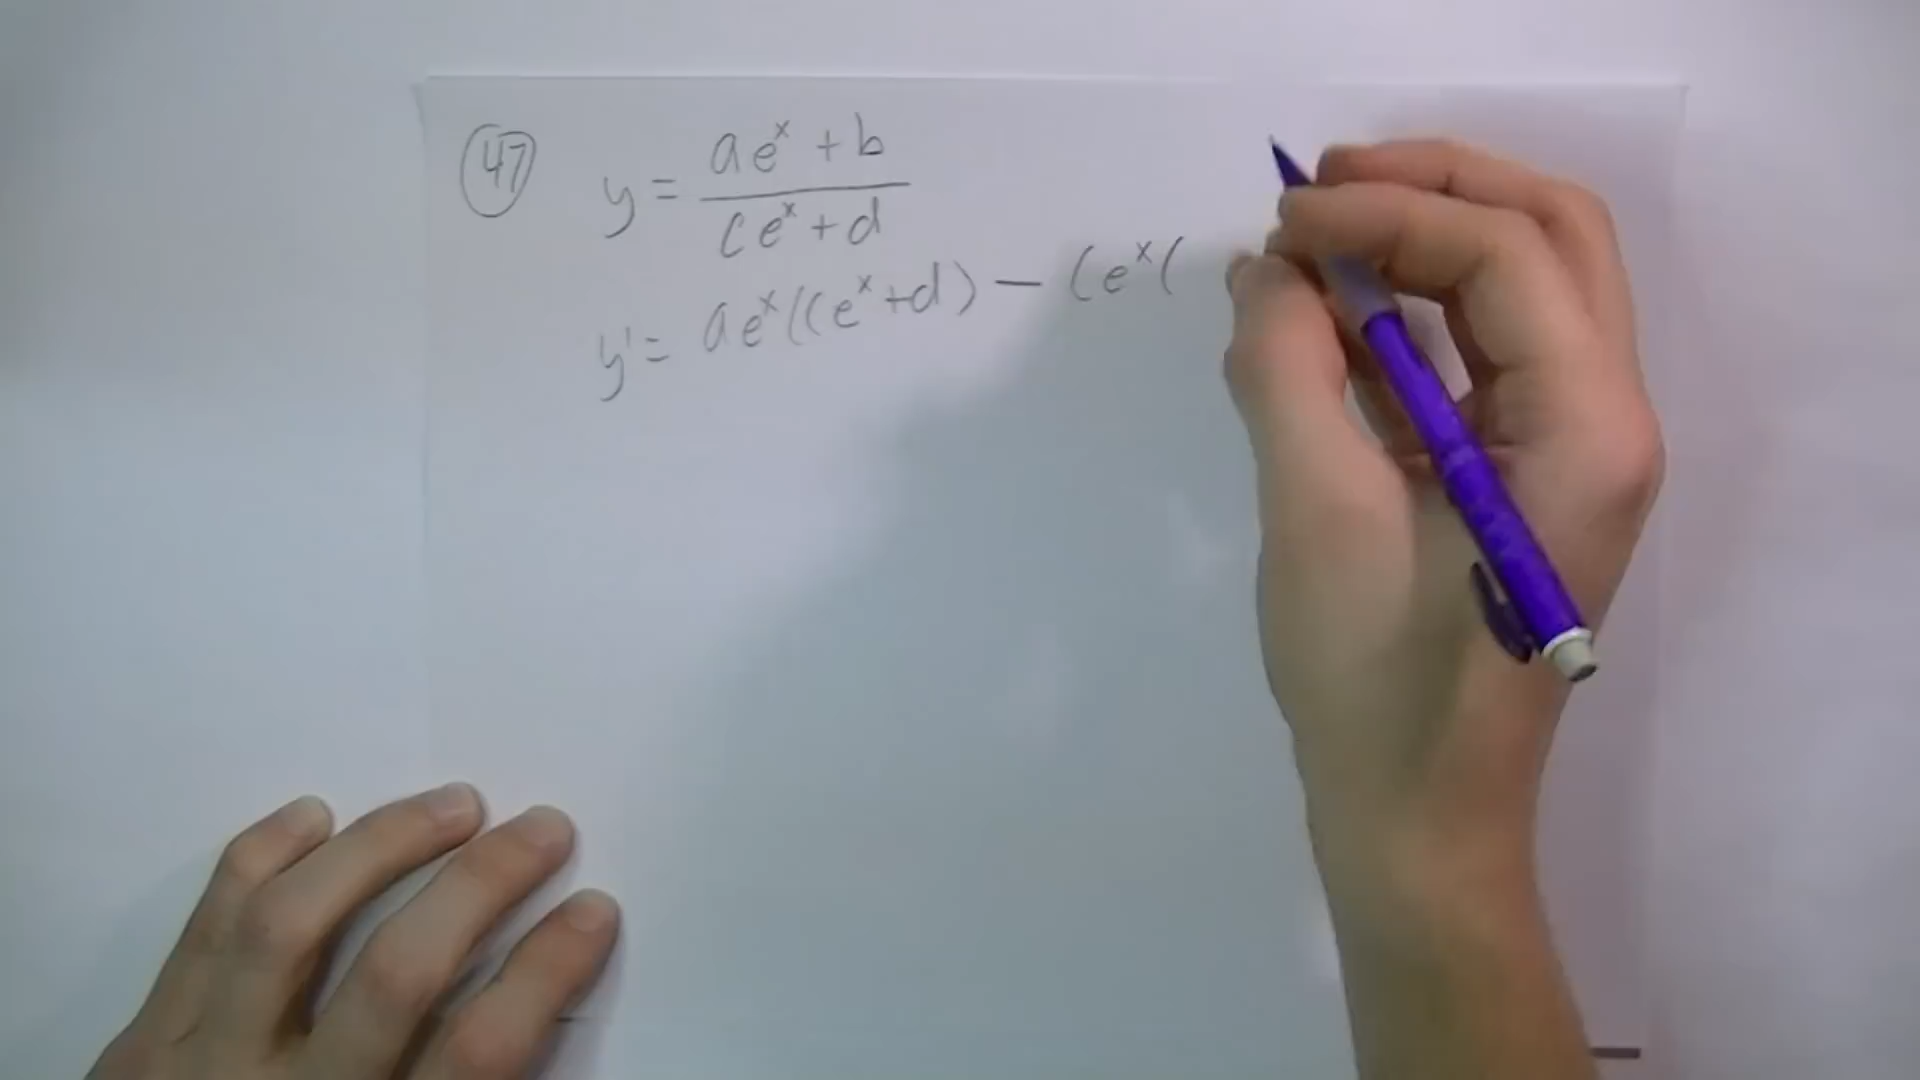 47
y = (ae^x + b)/(ce^x + d)
y' = ae^x(ce^x+d) — ce^x(